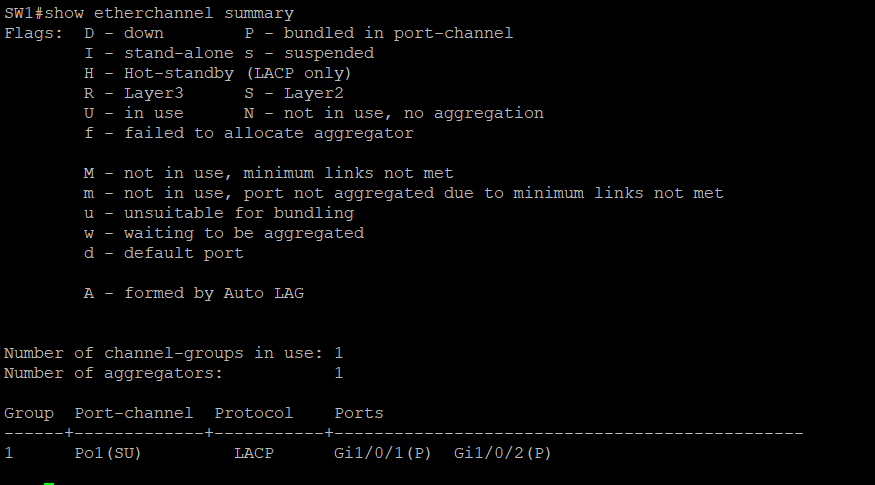 SW1#show etherchannel summary
Flags:  D - down        P - bundled in port-channel
        I - stand-alone s - suspended
        H - Hot-standby (LACP only)
        R - Layer3      S - Layer2
        U - in use      N - not in use, no aggregation
        f - failed to allocate aggregator

        M - not in use, minimum links not met
        m - not in use, port not aggregated due to minimum links not met
        u - unsuitable for bundling
        w - waiting to be aggregated
        d - default port

        A - formed by Auto LAG


Number of channel-groups in use: 1
Number of aggregators:           1

Group  Port-channel  Protocol    Ports
------+-------------+-----------+-----------------------------------------------
1      Po1(SU)         LACP      Gi1/0/1(P)  Gi1/0/2(P)